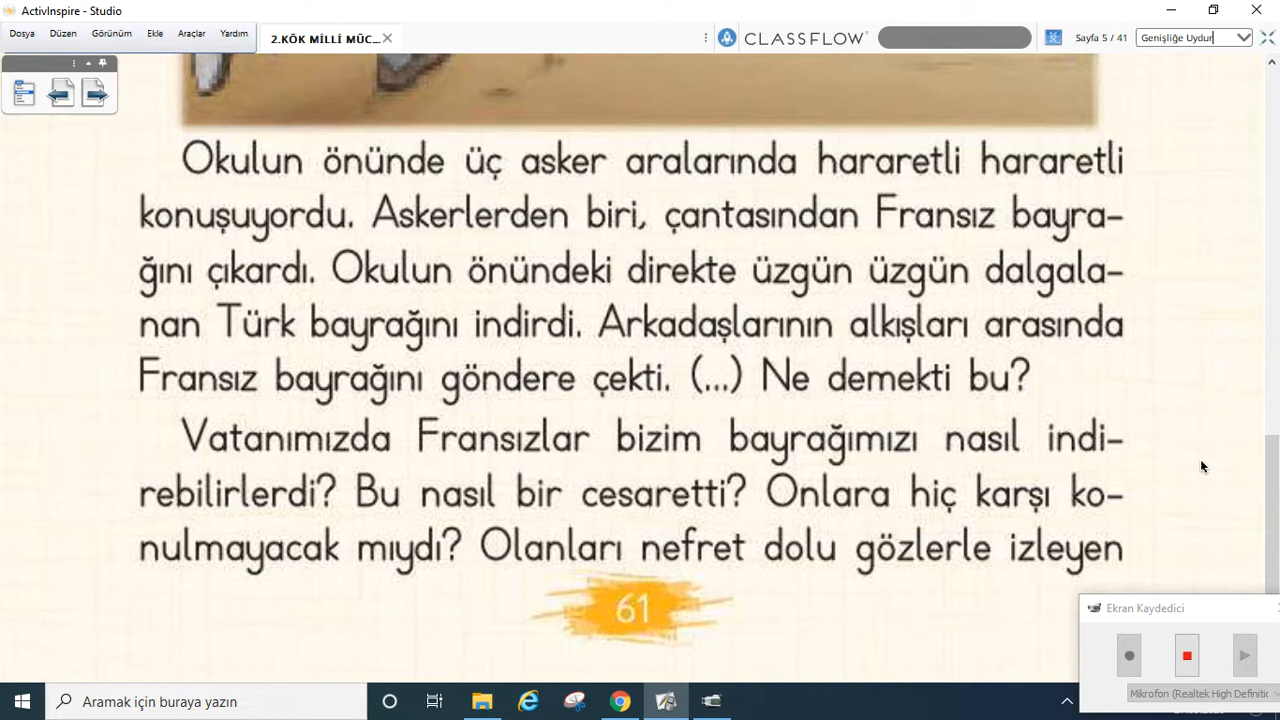 ActivInspire - Studio
Dosya Düzen Görünüm Ekle Araçlar Yardım
2.KÖK MİLLİ MÜC...
CLASSFLOW
Sayfa 5 / 41
Genişliğe Uydur
Okulun önünde üç asker aralarında hararetli hararetli
konuşuyordu. Askerlerden biri, çantasından Fransız bayra-
ğını çıkardı. Okulun önündeki direkte üzgün üzgün dalgala-
nan Türk bayrağını indirdi. Arkadaşlarının alkışları arasında
Fransız bayrağını göndere çekti. (...) Ne demekti bu?
Vatanımızda Fransızlar bizim bayrağımızı nasıl indi-
rebilirlerdi? Bu nasıl bir cesaretti? Onlara hiç karşı ko-
nulmayacak mıydı? Olanları nefret dolu gözlerle izleyen
61
Ekran Kaydedici
Mikrofon (Realtek High Definitic
Aramak için buraya yazın